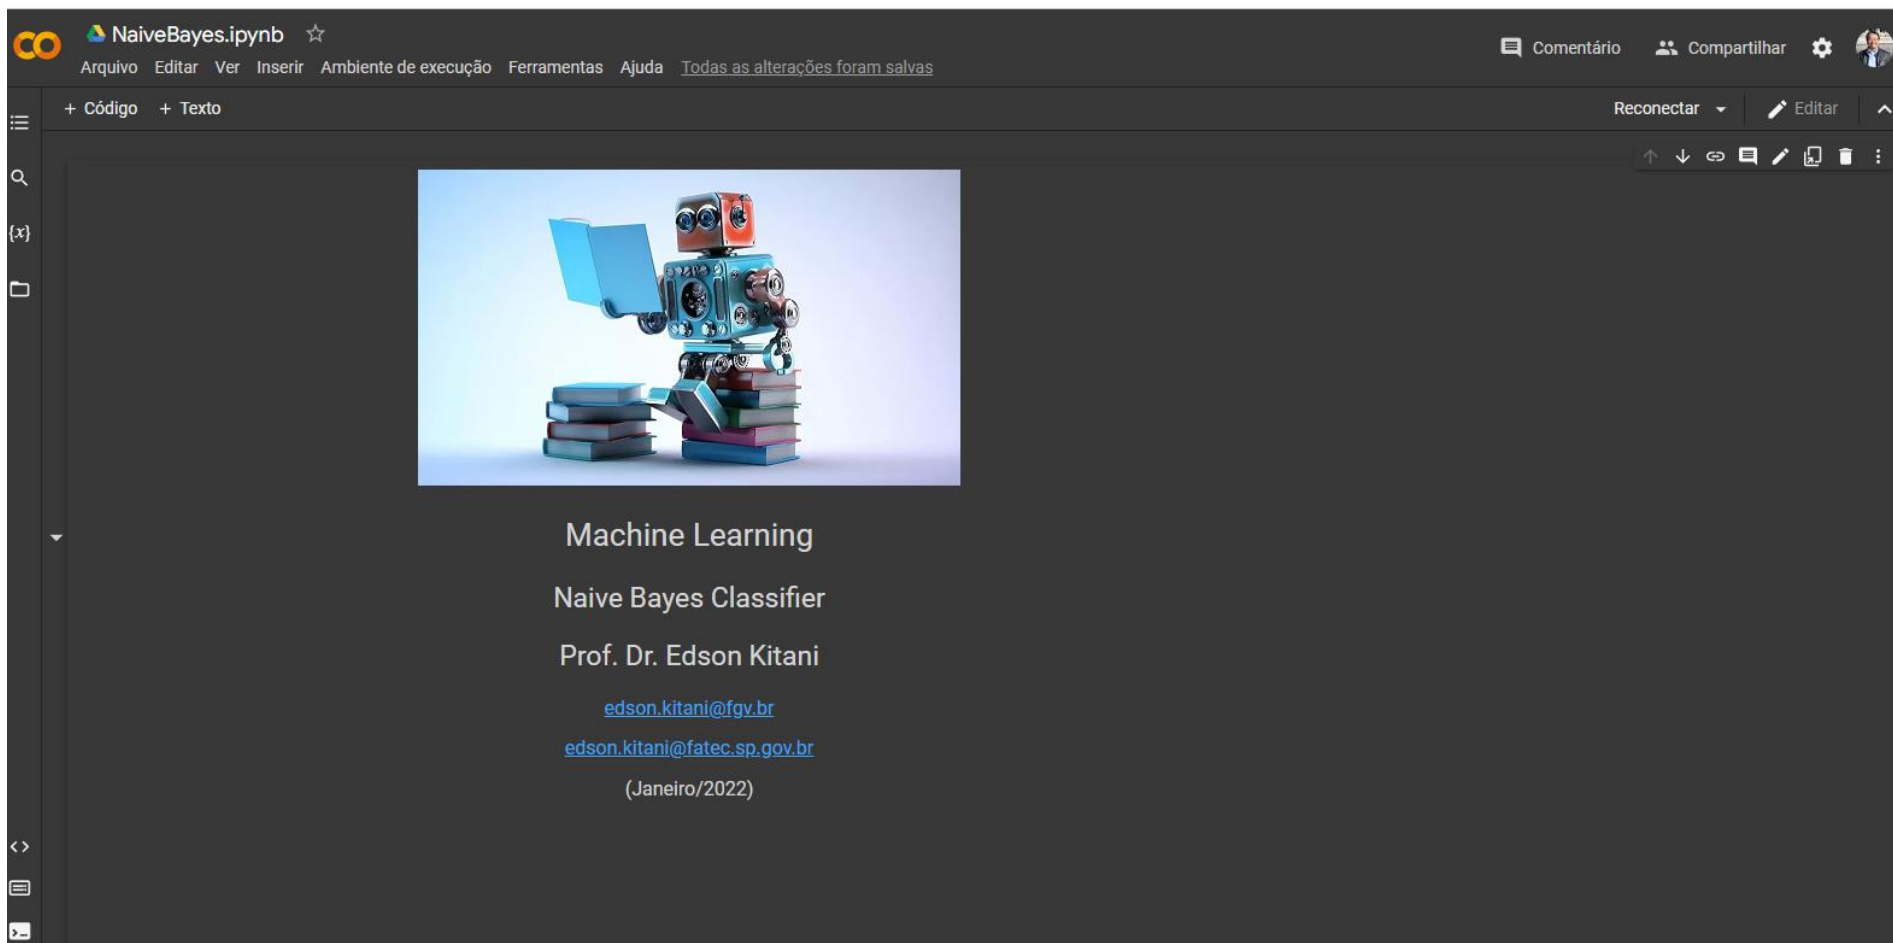 NaiveBayes.ipynb
Arquivo Editar Ver Inserir Ambiente de execução Ferramentas Ajuda Todas as alterações foram salvas
Comentário Compartilhar
+ Código + Texto
Reconectar Editar
{x}
Machine Learning
Naive Bayes Classifier
Prof. Dr. Edson Kitani
edson.kitani@fgv.br
edson.kitani@fatec.sp.gov.br
(Janeiro/2022)